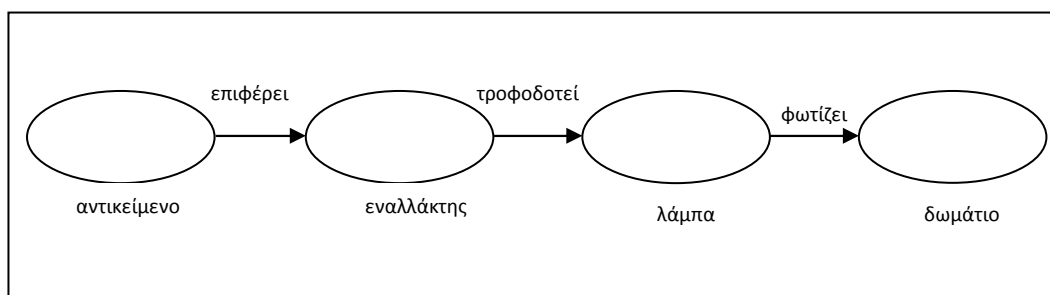 επιφέρει
τροφοδοτεί
φωτίζει
αντικείμενο
εναλλάκτης
λάμπα
δωμάτιο